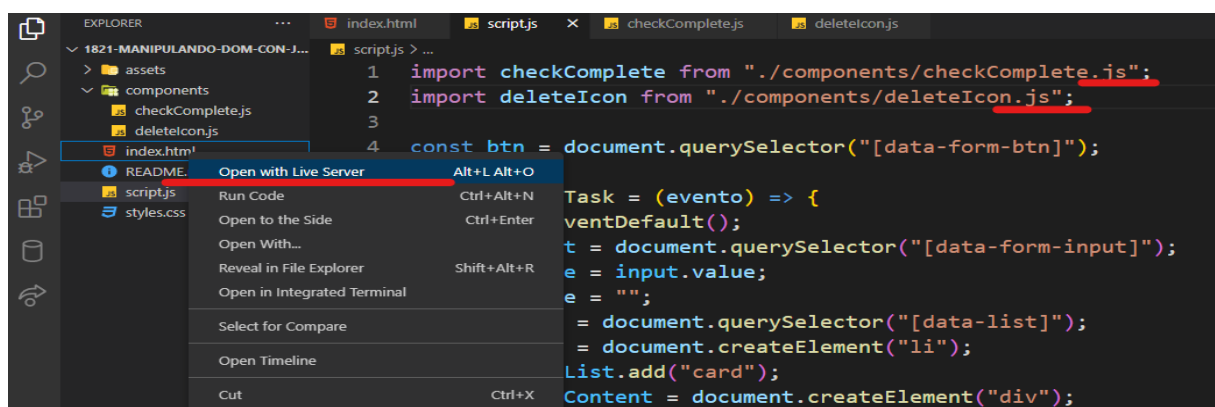 EXPLORER ...
index.html script.js × checkComplete.js deleteIcon.js
1821-MANIPULANDO-DOM-CON-J...
assets
components
checkComplete.js
deleteIcon.js
index.html
README.
script.js
styles.css
script.js > ...
1 import checkComplete from "./components/checkComplete.js";
2 import deleteIcon from "./components/deleteIcon.js";
3
4 const btn = document.querySelector("[data-form-btn]");
Task = (evento) => {
ventDefault();
t = document.querySelector("[data-form-input]");
e = input.value;
e = "";
= document.querySelector("[data-list]");
= document.createElement("li");
List.add("card");
Content = document.createElement("div");
Open with Live Server Alt+L Alt+O
Run Code Ctrl+Alt+N
Open to the Side Ctrl+Enter
Open With...
Reveal in File Explorer Shift+Alt+R
Open in Integrated Terminal
Select for Compare
Open Timeline
Cut Ctrl+X